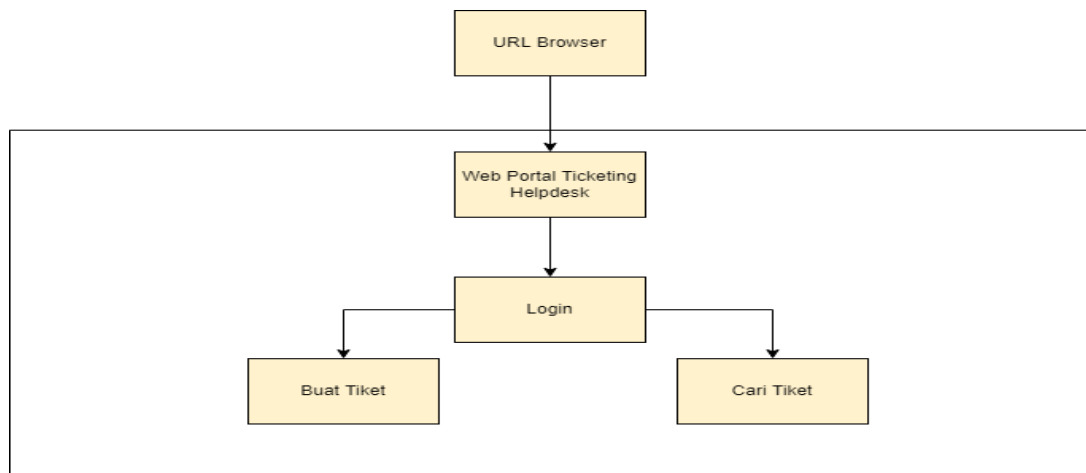 URL Browser
Web Portal Ticketing
Helpdesk
Login
Buat Tiket
Cari Tiket